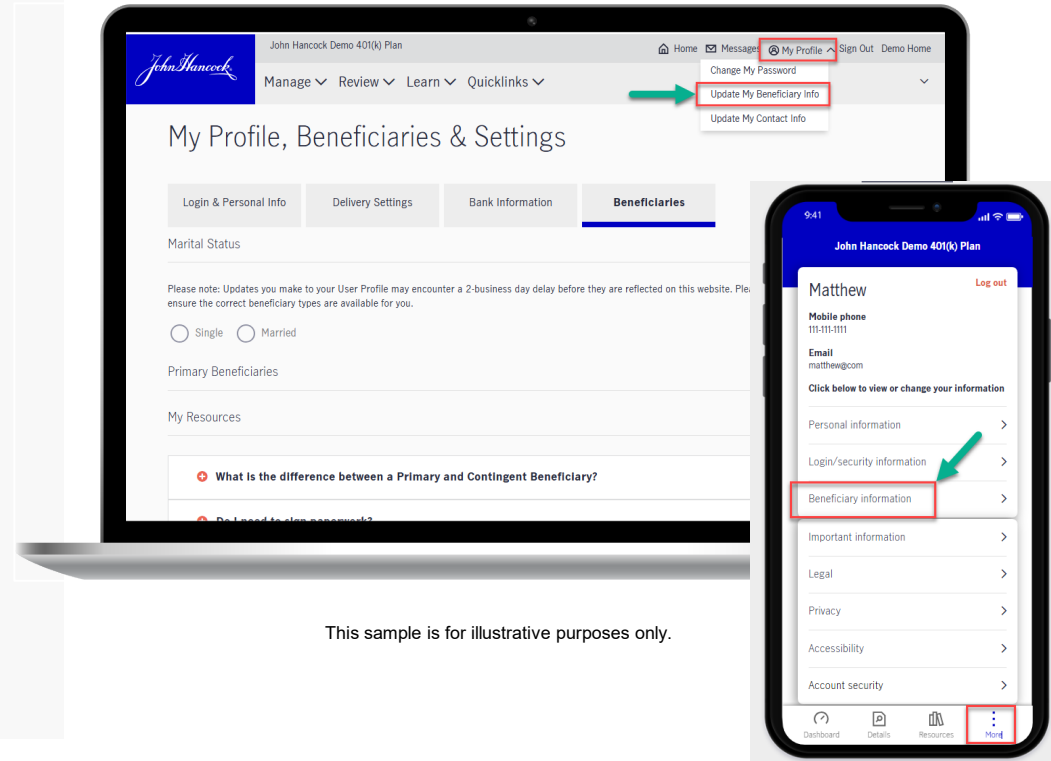 John Hancock Demo 401(k) Plan
Home Messages My Profile Sign Out Demo Home
John Hancock
Manage Review Learn Quicklinks
Change My Password
Update My Beneficiary Info
Update My Contact Info
My Profile, Beneficiaries & Settings
Login & Personal Info Delivery Settings Bank Information Beneficiaries
Marital Status
Please note: Updates you make to your User Profile may encounter a 2-business day delay before they are reflected on this website.
ensure the correct beneficiary types are available for you.
Single Married
Primary Beneficiaries
My Resources
What is the difference between a Primary and Contingent Beneficiary?
Do I need to sign paperwork?
This sample is for illustrative purposes only.
9:41
John Hancock Demo 401(k) Plan
Matthew Log out
Mobile phone
111-111-1111
Email
matthew@com
Click below to view or change your information
Personal information
Login/security information
Beneficiary information
Important information
Legal
Privacy
Accessibility
Account security
Dashboard Details Resources More